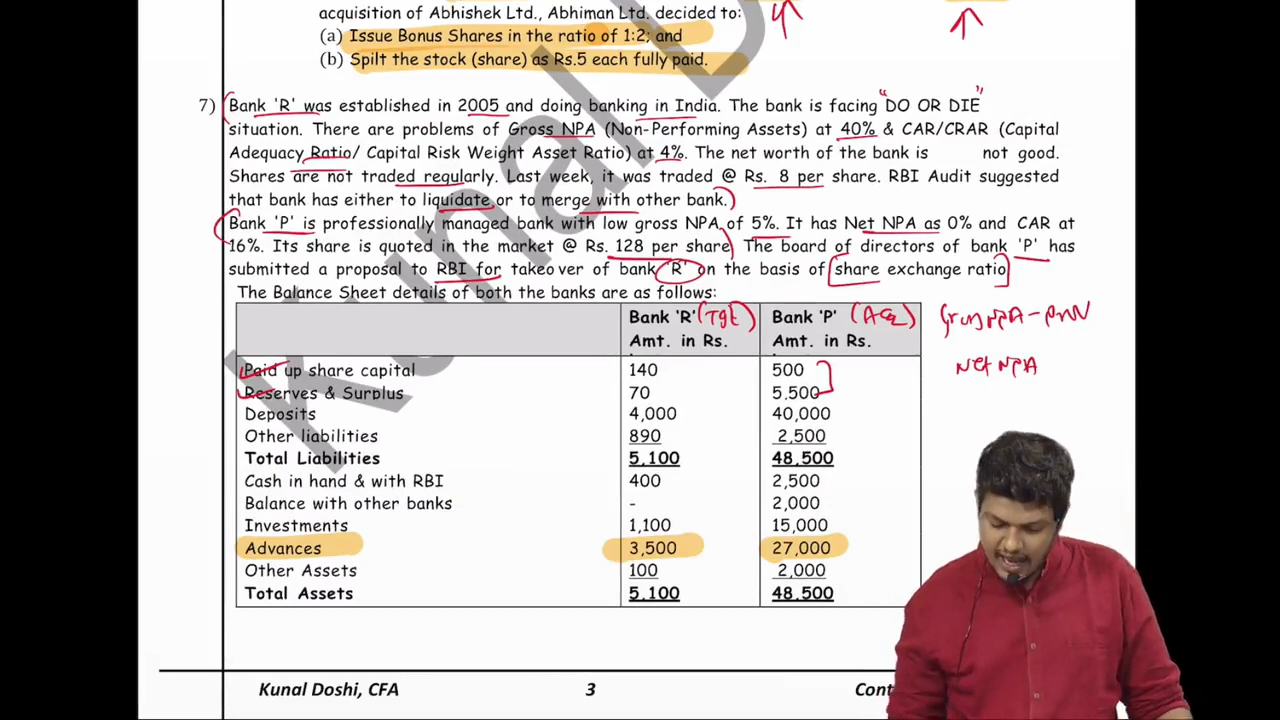 acquisition of Abhishek Ltd., Abhiman Ltd. decided to:
(a) Issue Bonus Shares in the ratio of 1:2; and
(b) Spilt the stock (share) as Rs.5 each fully paid.
7) Bank 'R' was established in 2005 and doing banking in India. The bank is facing "DO OR DIE"
situation. There are problems of Gross NPA (Non-Performing Assets) at 40% & CAR/CRAR (Capital
Adequacy Ratio/ Capital Risk Weight Asset Ratio) at 4%. The net worth of the bank is not good.
Shares are not traded regularly. Last week, it was traded @ Rs. 8 per share. RBI Audit suggested
that bank has either to liquidate or to merge with other bank.
Bank 'P' is professionally managed bank with low gross NPA of 5%. It has Net NPA as 0% and CAR at
16%. Its share is quoted in the market @ Rs. 128 per share. The board of directors of bank 'P' has
submitted a proposal to RBI for takeover of bank 'R' on the basis of share exchange ratio
The Balance Sheet details of both the banks are as follows:
Bank 'R' (Tgt) Bank 'P' (Acq) Gross NPA - Provn
Amt. in Rs. Amt. in Rs.
Paid up share capital 140 500 Net NPA
Reserves & Surplus 70 5,500
Deposits 4,000 40,000
Other liabilities 890 2,500
Total Liabilities 5,100 48,500
Cash in hand & with RBI 400 2,500
Balance with other banks - 2,000
Investments 1,100 15,000
Advances 3,500 27,000
Other Assets 100 2,000
Total Assets 5,100 48,500
Kunal Doshi, CFA 3 Cont
Kunal D